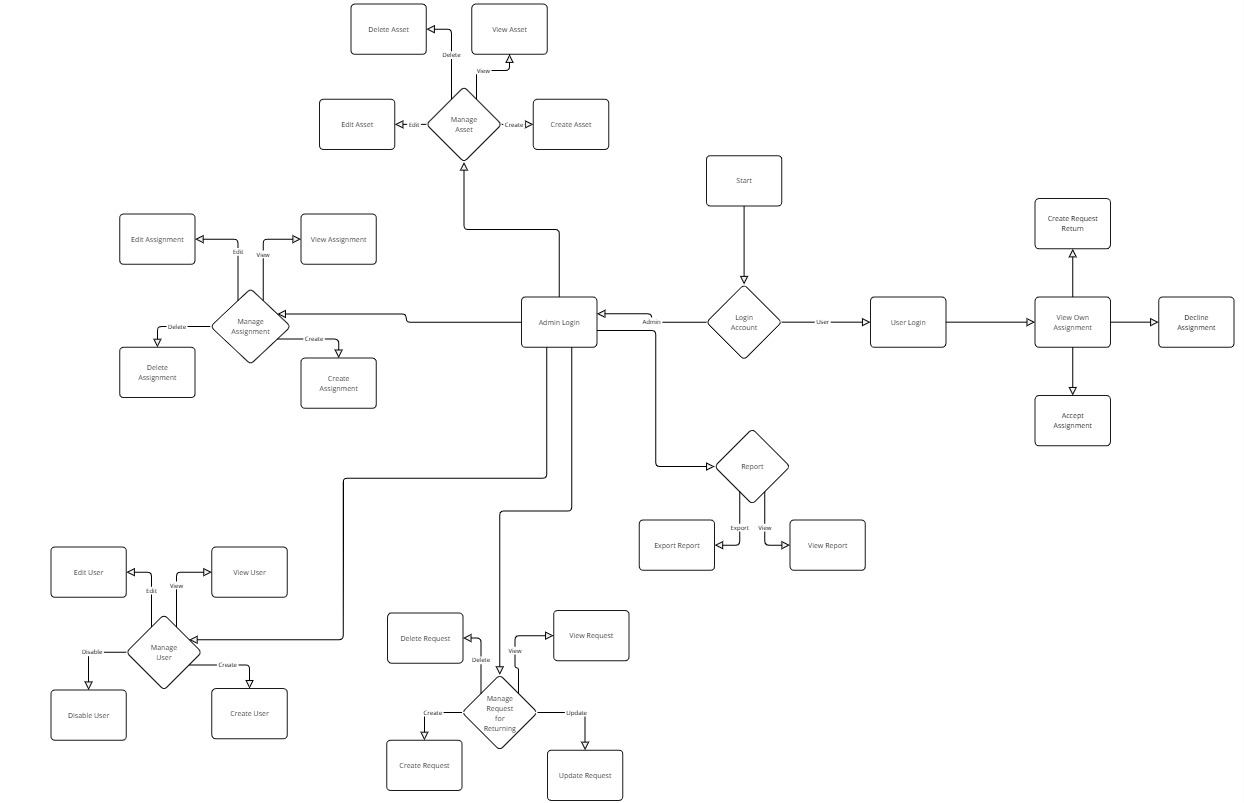 Delete Asset
View Asset
Delete
View
Edit Asset
Edit
Manage
Asset
Create
Create Asset
Start
Edit Assignment
View Assignment
Edit
View
Create Request
Return
Manage
Assignment
Delete
Create
Delete
Assignment
Create
Assignment
Admin Login
Admin
Login
Account
User
User Login
View Own
Assignment
Decline
Assignment
Accept
Assignment
Report
Export
View
Export Report
View Report
Edit User
View User
Edit
View
Manage
User
Disable
Create
Disable User
Create User
Delete Request
View Request
Delete
View
Manage
Request
for
Returning
Create
Update
Create Request
Update Request